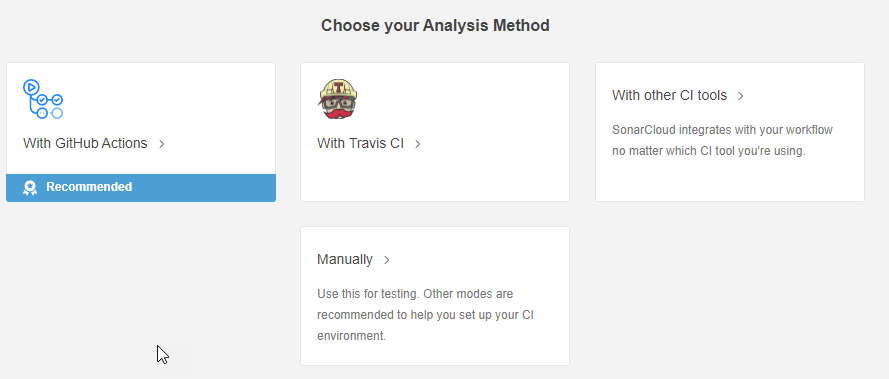 Choose your Analysis Method
With GitHub Actions
Recommended
T
With Travis CI
With other CI tools
SonarCloud integrates with your workflow
no matter which CI tool you're using.
Manually
Use this for testing. Other modes are
recommended to help you set up your CI
environment.